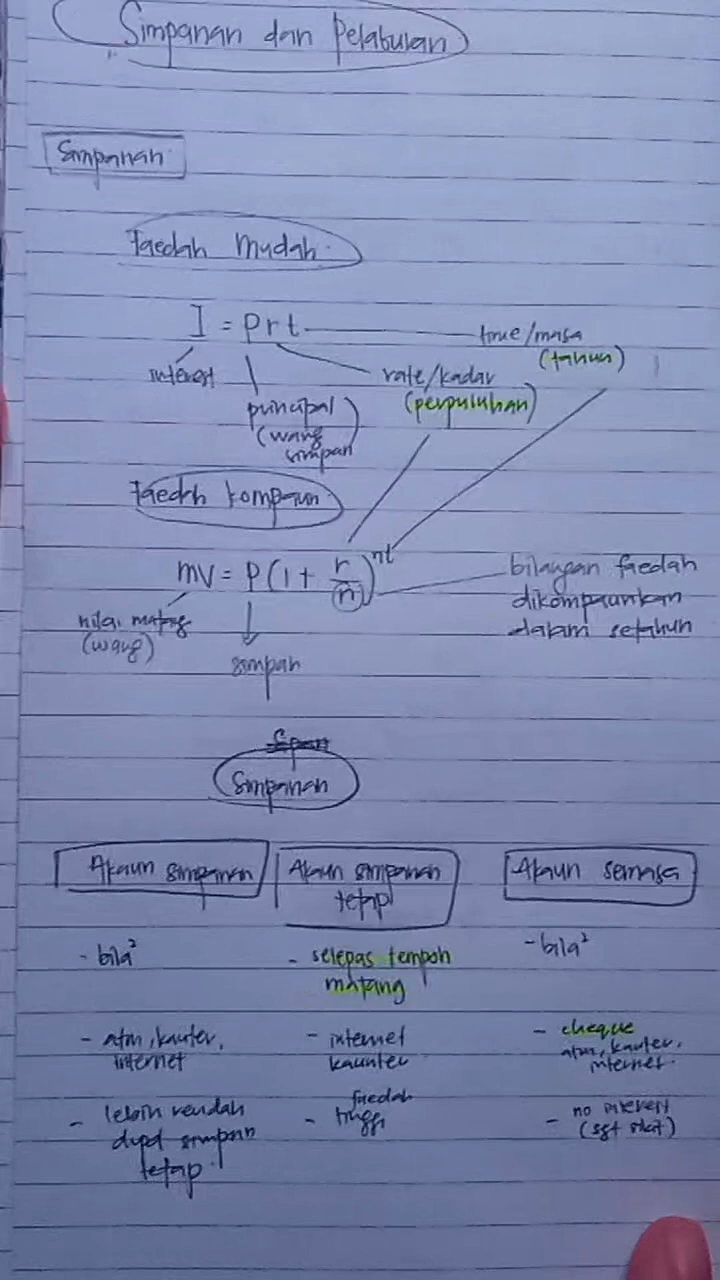 Simpanan dan Pelaburan
Simpanan
Faedah Mudah
I = Prt
time/masa
(tahun)
interest
rate/kadar
(perpuluhan)
principal
(wang
simpan)
Faedah kompaun
MV = P(1 + r/n)^nt
bilangan faedah
dikompaunkan
dalam setahun
nilai matang
(wang)
simpan
Simpanan
Akaun simpanan
Akaun simpanan
tetap
Akaun semasa
- bila²
- selepas tempoh
matang
- bila²
- atm, kaunter,
internet
- internet
kaunter
- cheque
atm, kaunter,
internet.
- lebih rendah
dripd simpanan
tetap
- faedah
tinggi
- no interest
(sgt sikit)